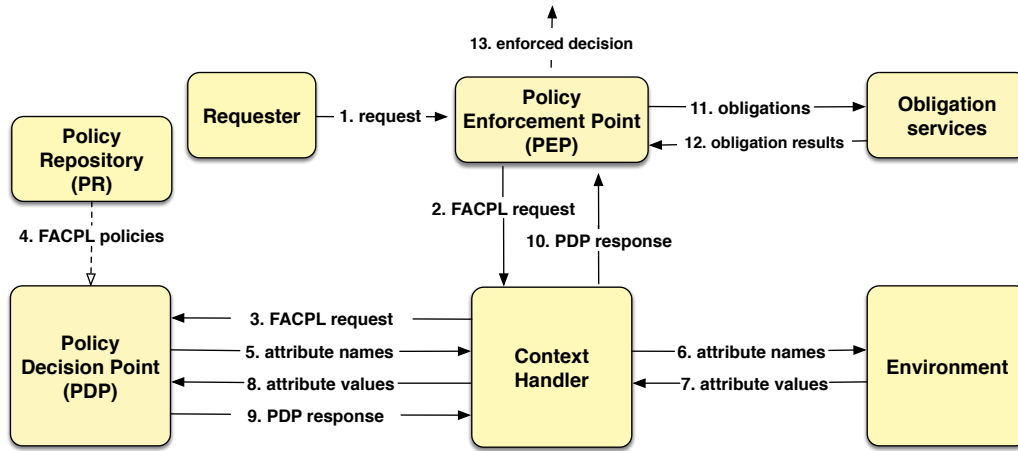 13. enforced decision
Requester
1. request
Policy
Enforcement Point
(PEP)
11. obligations
12. obligation results
Obligation
services
Policy
Repository
(PR)
2. FACPL request
10. PDP response
4. FACPL policies
Policy
Decision Point
(PDP)
3. FACPL request
5. attribute names
8. attribute values
9. PDP response
Context
Handler
6. attribute names
7. attribute values
Environment